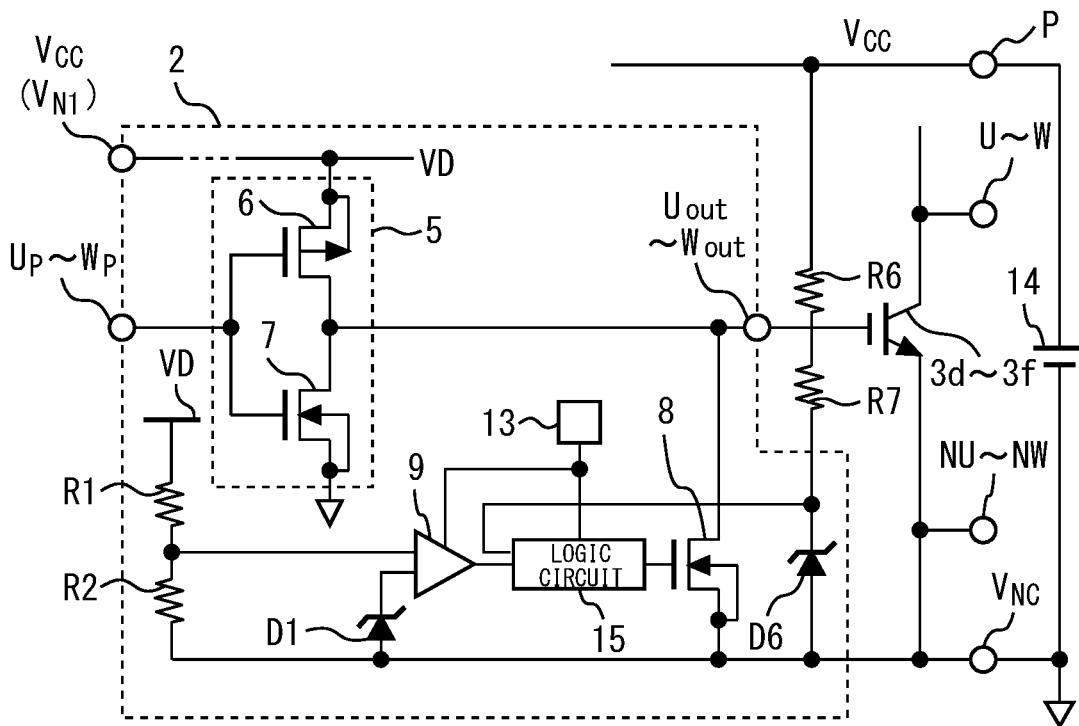 VCC
(VN1)
2
VCC
P
VD
U~W
6
5
Uout
~Wout
UP~WP
R6
14
7
VD
3d~3f
R7
13
8
NU~NW
R1
9
LOGIC
CIRCUIT
R2
VNC
D1
15
D6